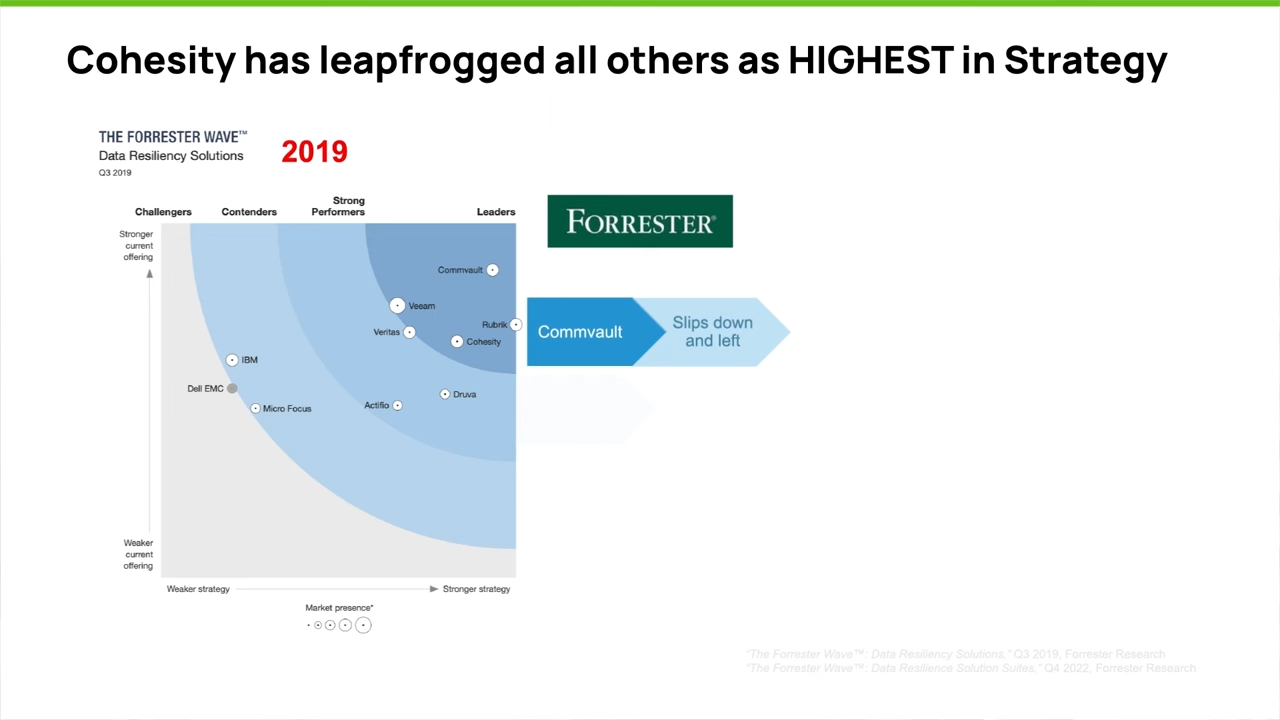 Cohesity has leapfrogged all others as HIGHEST in Strategy
THE FORRESTER WAVE™
Data Resiliency Solutions
Q3 2019
2019
Challengers
Contenders
Strong
Performers
Leaders
Stronger
current
offering
FORRESTER®
Commvault
Veeam
Rubrik
Veritas
Cohesity
Commvault
Slips down
and left
IBM
Dell EMC
Druva
Actifio
Micro Focus
Weaker
current
offering
Weaker strategy
Stronger strategy
Market presence*
"The Forrester Wave™: Data Resiliency Solutions," Q3 2019, Forrester Research
"The Forrester Wave™: Data Resilience Solution Suites," Q4 2022, Forrester Research